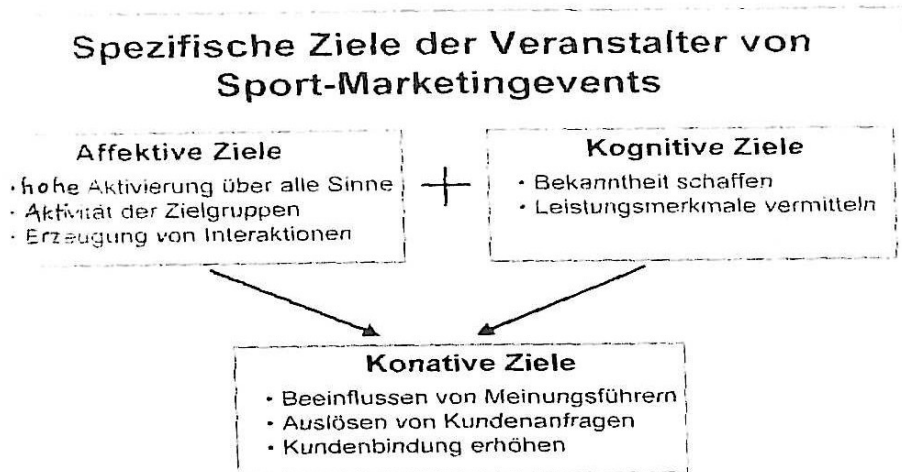 Spezifische Ziele der Veranstalter von
Sport-Marketingevents
Affektive Ziele
• hohe Aktivierung über alle Sinne
• Aktivität der Zielgruppen
• Erzeugung von Interaktionen
+
Kognitive Ziele
• Bekanntheit schaffen
• Leistungsmerkmale vermitteln
Konative Ziele
• Beeinflussen von Meinungsführern
• Auslösen von Kundenanfragen
• Kundenbindung erhöhen